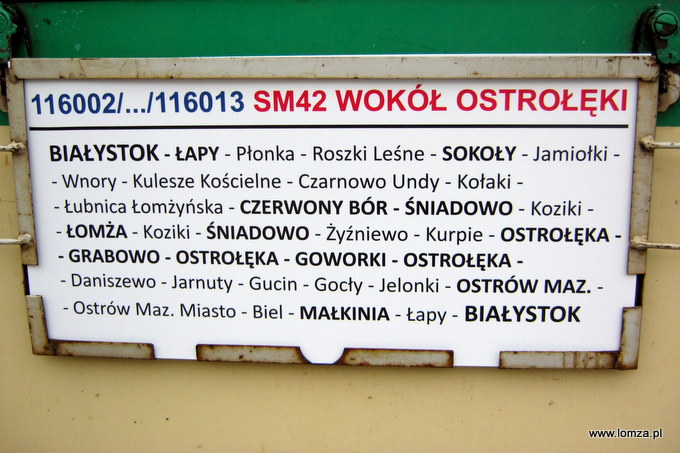 116002/.../116013 SM42 WOKÓŁ OSTROŁĘKI
BIAŁYSTOK - ŁAPY - Płonka - Roszki Leśne - SOKOŁY - Jamiołki -
- Wnory - Kulesze Kościelne - Czarnowo Undy - Kołaki -
- Łubnica Łomżyńska - CZERWONY BÓR - ŚNIADOWO - Koziki -
- ŁOMŻA - Koziki - ŚNIADOWO - Żyźniewo - Kurpie - OSTROŁĘKA -
- GRABOWO - OSTROŁĘKA - GOWORKI - OSTROŁĘKA -
- Daniszewo - Jarnuty - Gucin - Gocły - Jelonki - OSTRÓW MAZ. -
- Ostrów Maz. Miasto - Biel - MAŁKINIA - Łapy - BIAŁYSTOK
www.lomza.pl